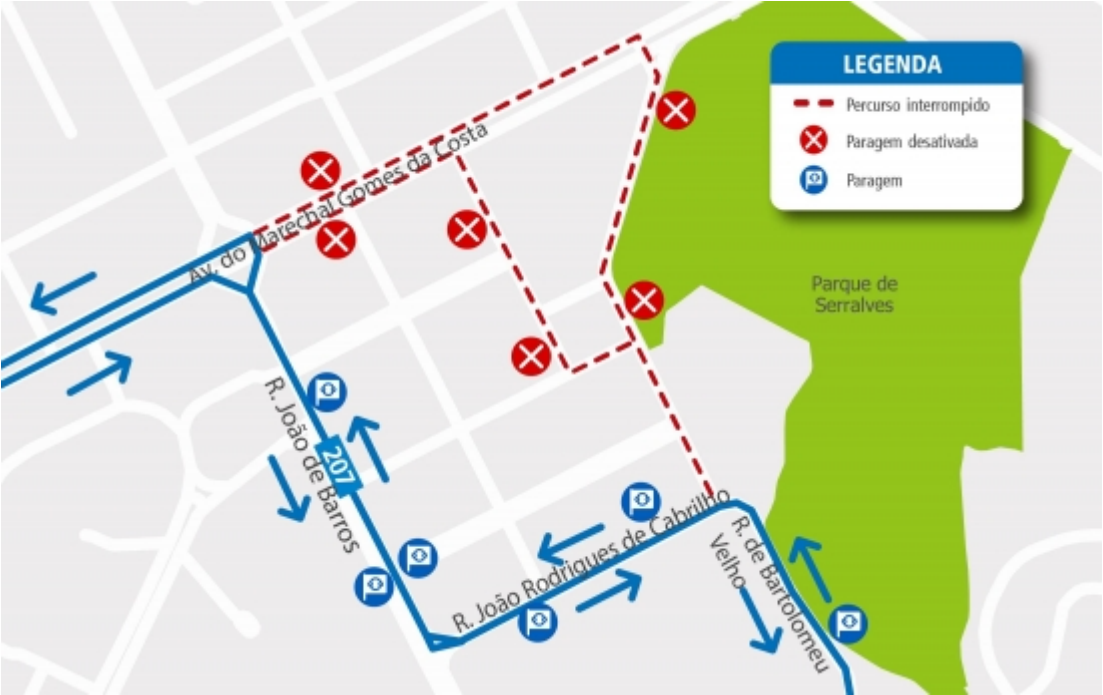 LEGENDA
Percurso interrompido
Paragem desativada
Paragem
Av. do Marechal Gomes da Costa
Parque de
Serralves
R. João de Barros
207
R. João Rodrigues de Cabrilho
R. de Bartolomeu
Velho